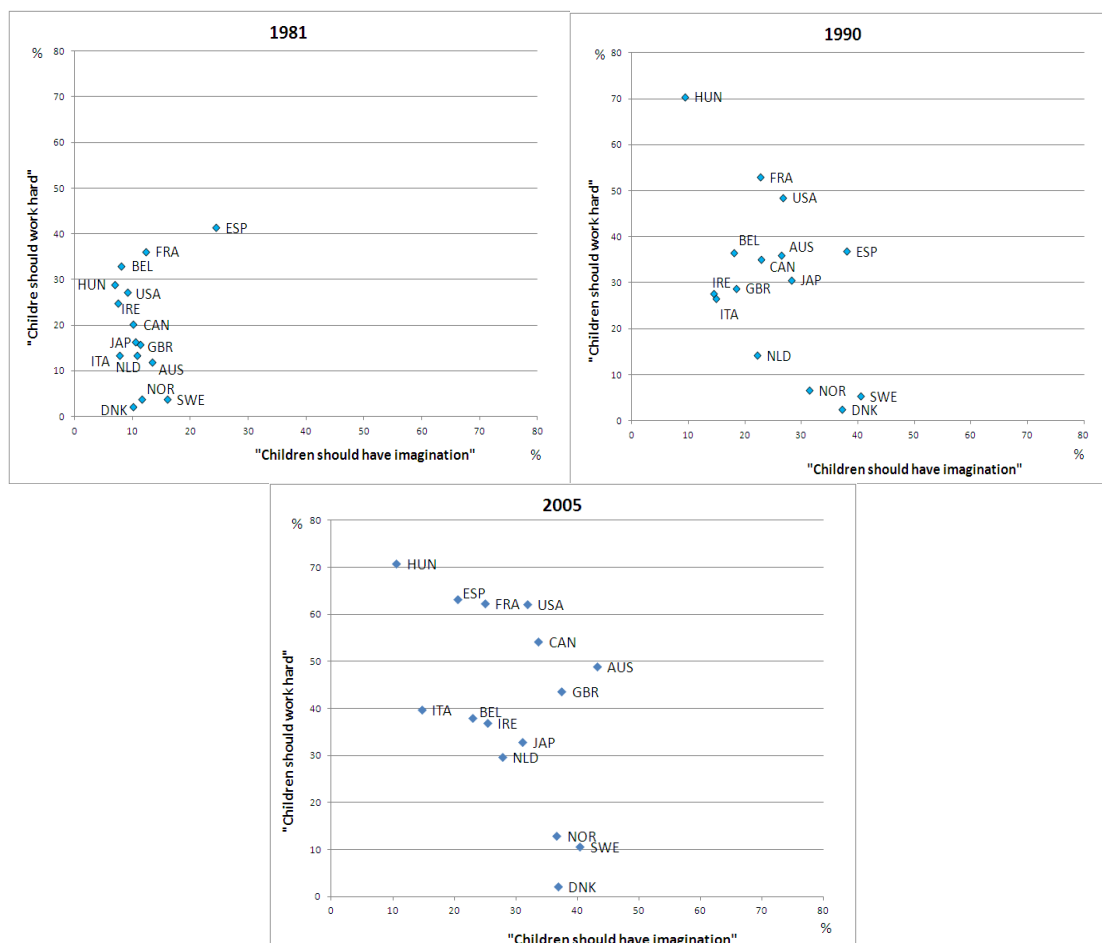 1981
%
80
70
60
50
40
30
20
10
0
"Childre should work hard"
ESP
FRA
BEL
HUN
USA
IRE
CAN
JAP
GBR
ITA
NLD
AUS
NOR
SWE
DNK
0 10 20 30 40 50 60 70 80
"Children should have imagination" %
1990
%
80
70
60
50
40
30
20
10
0
"Children should work hard"
HUN
FRA
USA
BEL
AUS
ESP
CAN
JAP
IRE
GBR
ITA
NLD
NOR
SWE
DNK
0 10 20 30 40 50 60 70 80
%
"Children should have imagination"
2005
%
80
70
60
50
40
30
20
10
0
"Children should work hard"
HUN
ESP
FRA
USA
CAN
AUS
GBR
ITA
BEL
IRE
JAP
NLD
NOR
SWE
DNK
0 10 20 30 40 50 60 70 80
%
"Children should have imagination"